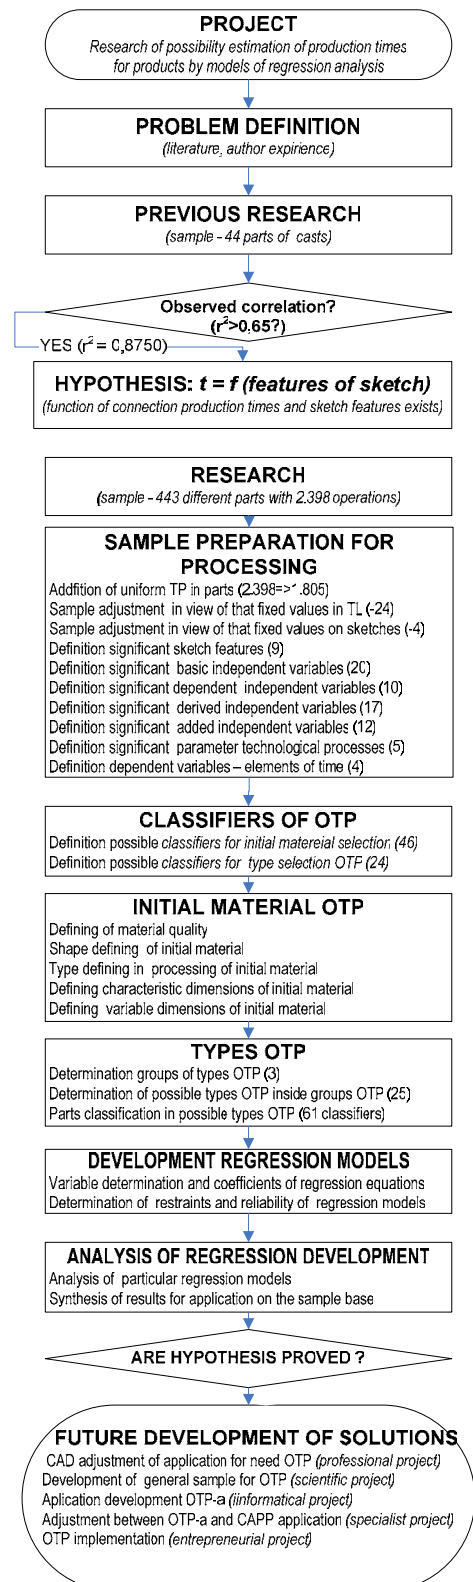 PROJECT
Research of possibility estimation of production times
for products by models of regression analysis
PROBLEM DEFINITION
(literature, author expirience)
PREVIOUS RESEARCH
(sample - 44 parts of casts)
Observed correlation?
(r²>0,65?)
YES (r² = 0,8750)
HYPOTHESIS: t = f (features of sketch)
(function of connection production times and sketch features exists)
RESEARCH
(sample - 443 different parts with 2.398 operations)
SAMPLE PREPARATION FOR
PROCESSING
Addition of uniform TP in parts (2.398=>1.805)
Sample adjustment in view of that fixed values in TL (-24)
Sample adjustment in view of that fixed values on sketches (-4)
Definition significant sketch features (9)
Definition significant basic independent variables (20)
Definition significant dependent independent variables (10)
Definition significant derived independent variables (17)
Definition significant added independent variables (12)
Definition significant parameter technological processes (5)
Definition dependent variables – elements of time (4)
CLASSIFIERS OF OTP
Definition possible classifiers for initial matereial selection (46)
Definition possible classifiers for type selection OTP (24)
INITIAL MATERIAL OTP
Defining of material quality
Shape defining of initial material
Type defining in processing of initial material
Defining characteristic dimensions of initial material
Defining variable dimensions of initial material
TYPES OTP
Determination groups of types OTP (3)
Determination of possible types OTP inside groups OTP (25)
Parts classification in possible types OTP (61 classifiers)
DEVELOPMENT REGRESSION MODELS
Variable determination and coefficients of regression equations
Determination of restraints and reliability of regression models
ANALYSIS OF REGRESSION DEVELOPMENT
Analysis of particular regression models
Synthesis of results for application on the sample base
ARE HYPOTHESIS PROVED ?
FUTURE DEVELOPMENT OF SOLUTIONS
CAD adjustment of application for need OTP (professional project)
Development of general sample for OTP (scientific project)
Aplication development OTP-a (iinformatical project)
Adjustment between OTP-a and CAPP application (specialist project)
OTP implementation (entrepreneurial project)